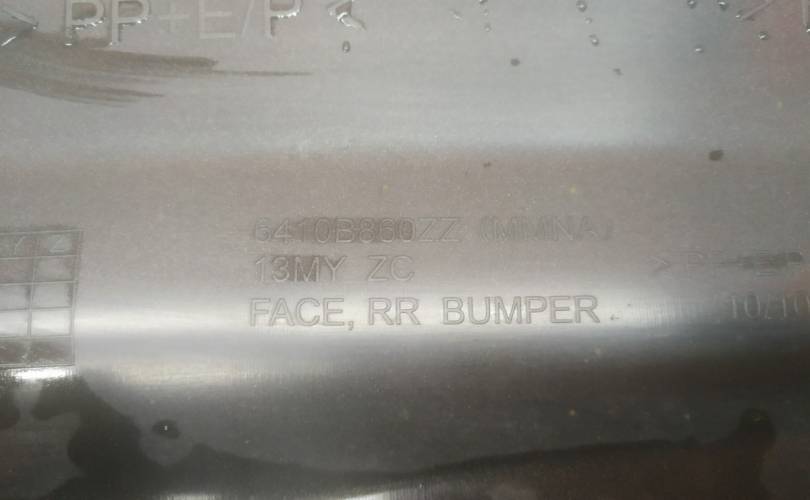 > PP+E/P <
6410B860ZZ (MMNA)
13MY ZC
FACE, RR BUMPER